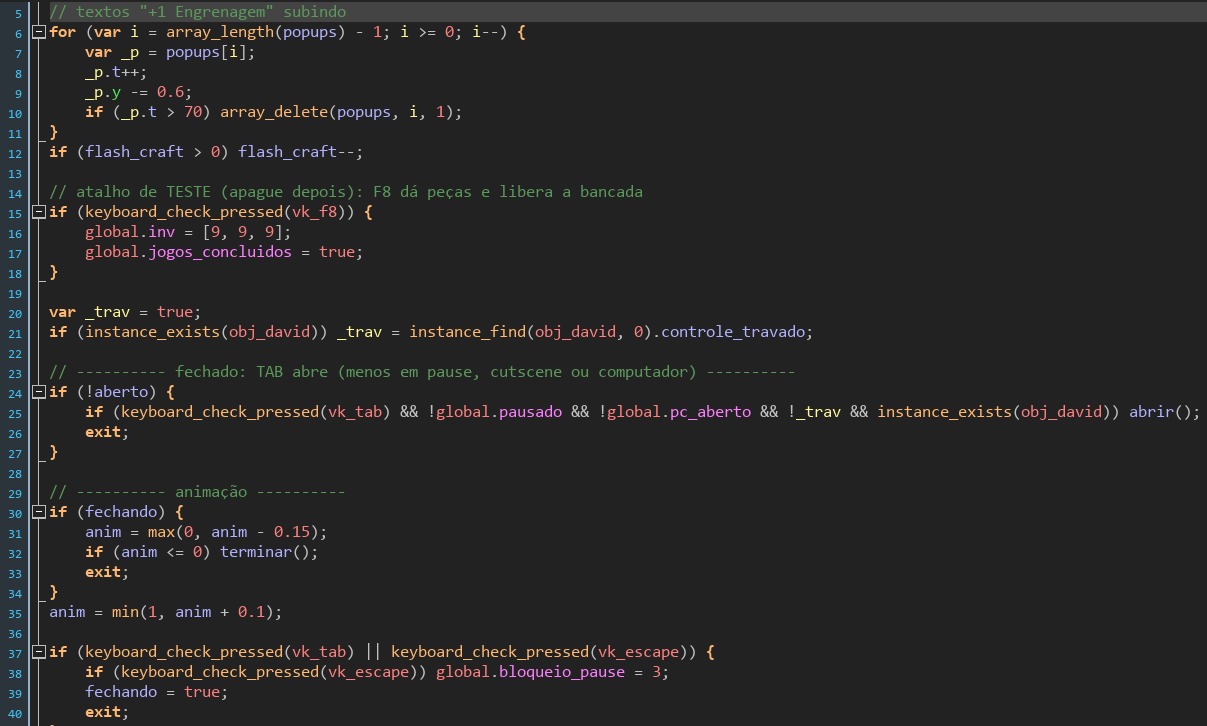 5 // textos "+1 Engrenagem" subindo
6 for (var i = array_length(popups) - 1; i >= 0; i--) {
7     var _p = popups[i];
8     _p.t++;
9     _p.y -= 0.6;
10     if (_p.t > 70) array_delete(popups, i, 1);
11 }
12 if (flash_craft > 0) flash_craft--;
13
14 // atalho de TESTE (apague depois): F8 dá peças e libera a bancada
15 if (keyboard_check_pressed(vk_f8)) {
16     global.inv = [9, 9, 9];
17     global.jogos_concluidos = true;
18 }
19
20 var _trav = true;
21 if (instance_exists(obj_david)) _trav = instance_find(obj_david, 0).controle_travado;
22
23 // ---------- fechado: TAB abre (menos em pause, cutscene ou computador) ----------
24 if (!aberto) {
25     if (keyboard_check_pressed(vk_tab) && !global.pausado && !global.pc_aberto && !_trav && instance_exists(obj_david)) abrir();
26     exit;
27 }
28
29 // ---------- animação ----------
30 if (fechando) {
31     anim = max(0, anim - 0.15);
32     if (anim <= 0) terminar();
33     exit;
34 }
35 anim = min(1, anim + 0.1);
36
37 if (keyboard_check_pressed(vk_tab) || keyboard_check_pressed(vk_escape)) {
38     if (keyboard_check_pressed(vk_escape)) global.bloqueio_pause = 3;
39     fechando = true;
40     exit;